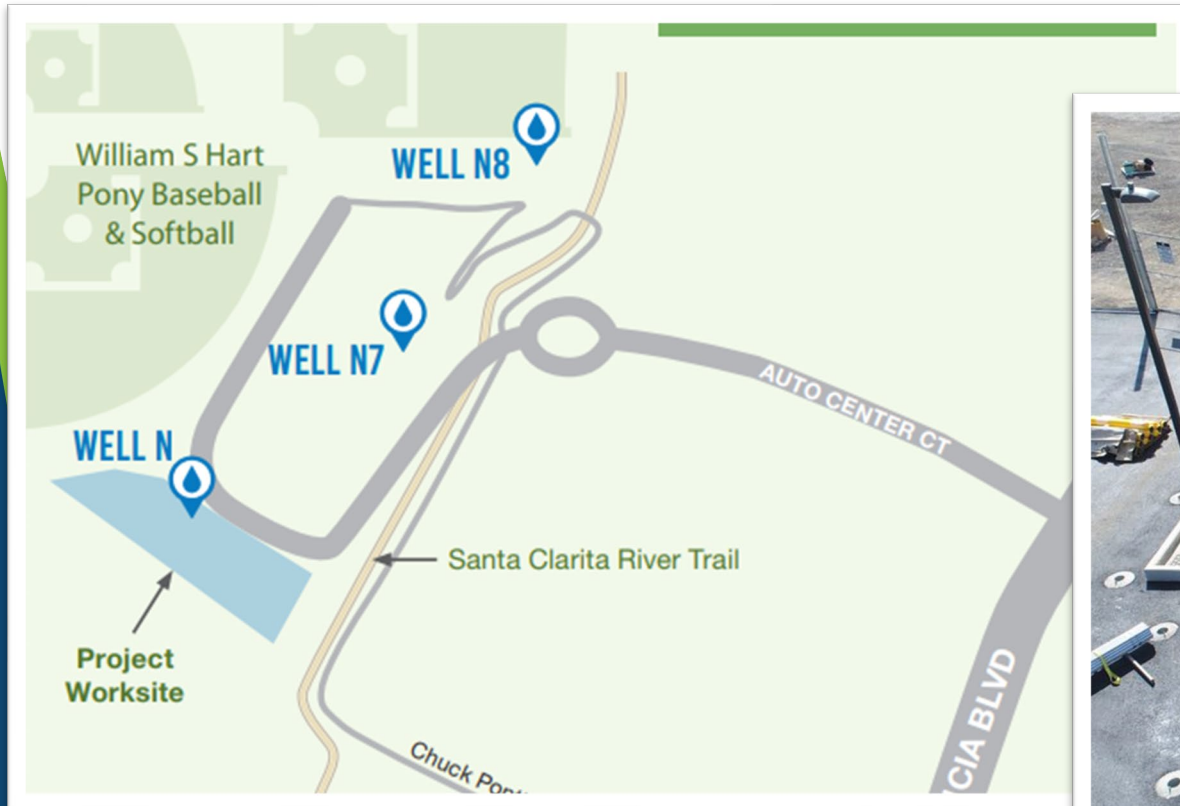 William S Hart
Pony Baseball
& Softball
WELL N8
WELL N7
WELL N
AUTO CENTER CT
Santa Clarita River Trail
Project
Worksite
Chuck
BLVD